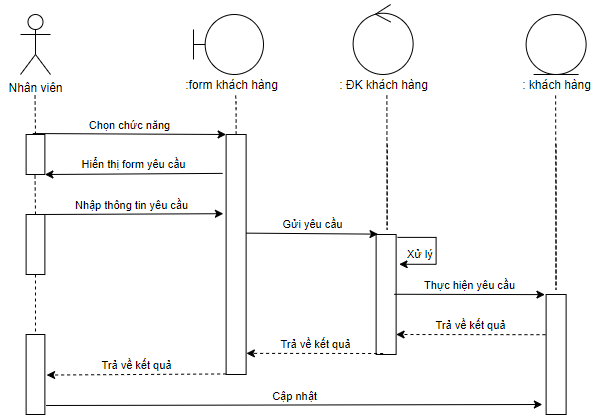 Nhân viên
:form khách hàng
: ĐK khách hàng
: khách hàng
Chọn chức năng
Hiển thị form yêu cầu
Nhập thông tin yêu cầu
Gửi yêu cầu
Xử lý
Thực hiện yêu cầu
Trả về kết quả
Trả về kết quả
Trả về kết quả
Cập nhật